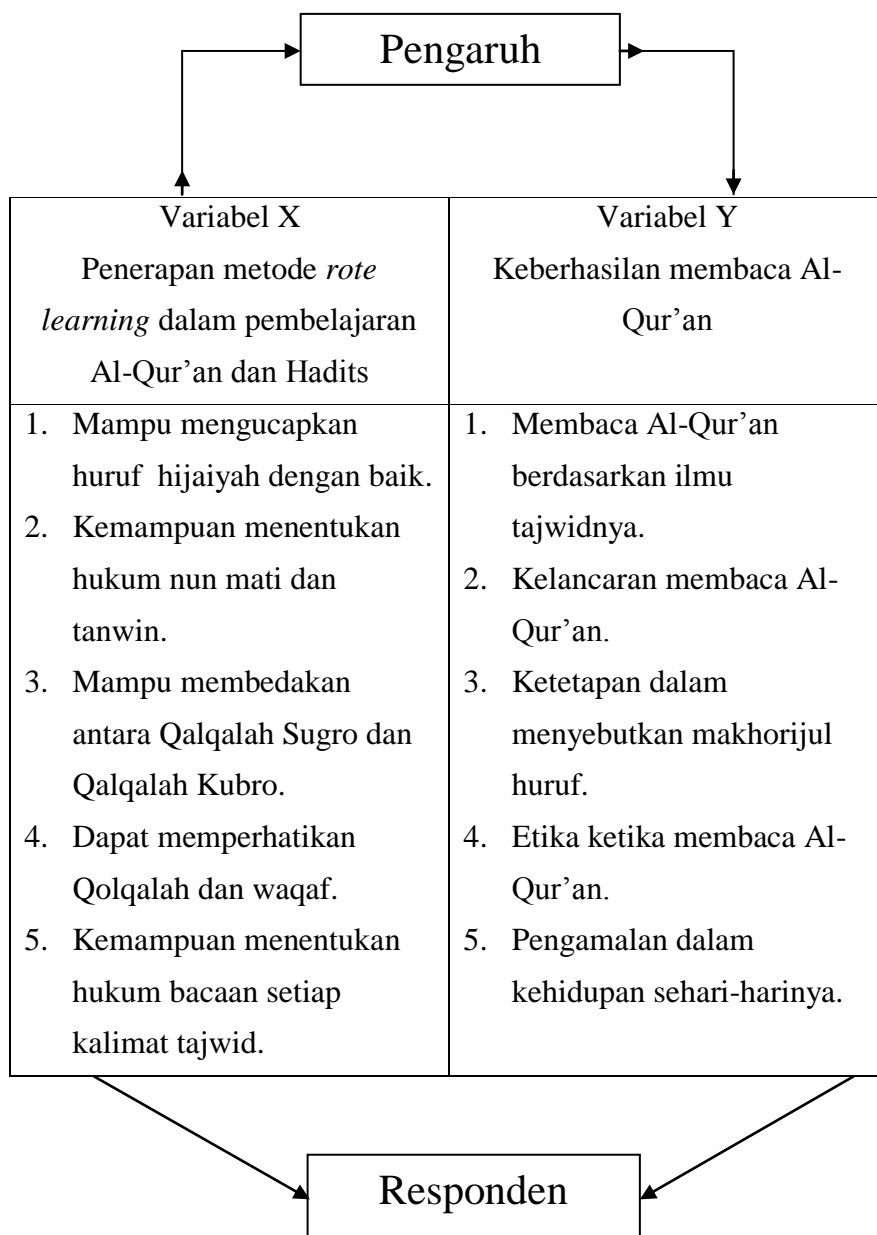 Pengaruh
Variabel X
Penerapan metode rote
learning dalam pembelajaran
Al-Qur’an dan Hadits
Variabel Y
Keberhasilan membaca Al-
Qur’an
1. Mampu mengucapkan
huruf hijaiyah dengan baik.
2. Kemampuan menentukan
hukum nun mati dan
tanwin.
3. Mampu membedakan
antara Qalqalah Sugro dan
Qalqalah Kubro.
4. Dapat memperhatikan
Qolqalah dan waqaf.
5. Kemampuan menentukan
hukum bacaan setiap
kalimat tajwid.
1. Membaca Al-Qur’an
berdasarkan ilmu
tajwidnya.
2. Kelancaran membaca Al-
Qur’an.
3. Ketetapan dalam
menyebutkan makhorijul
huruf.
4. Etika ketika membaca Al-
Qur’an.
5. Pengamalan dalam
kehidupan sehari-harinya.
Responden